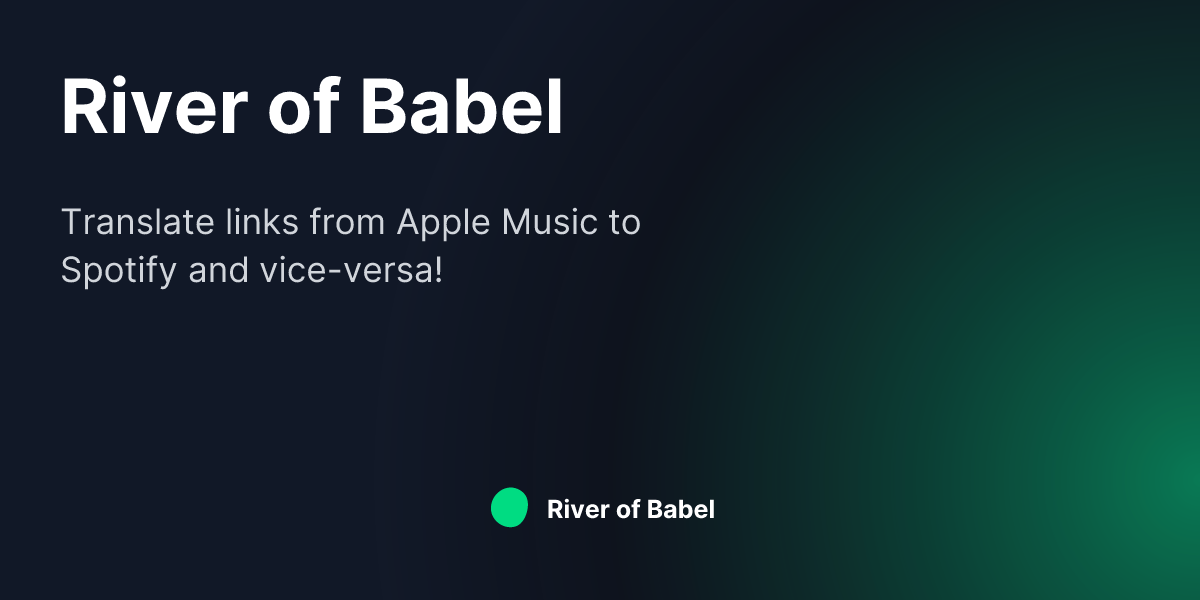 River of Babel
Translate links from Apple Music to
Spotify and vice-versa!
River of Babel